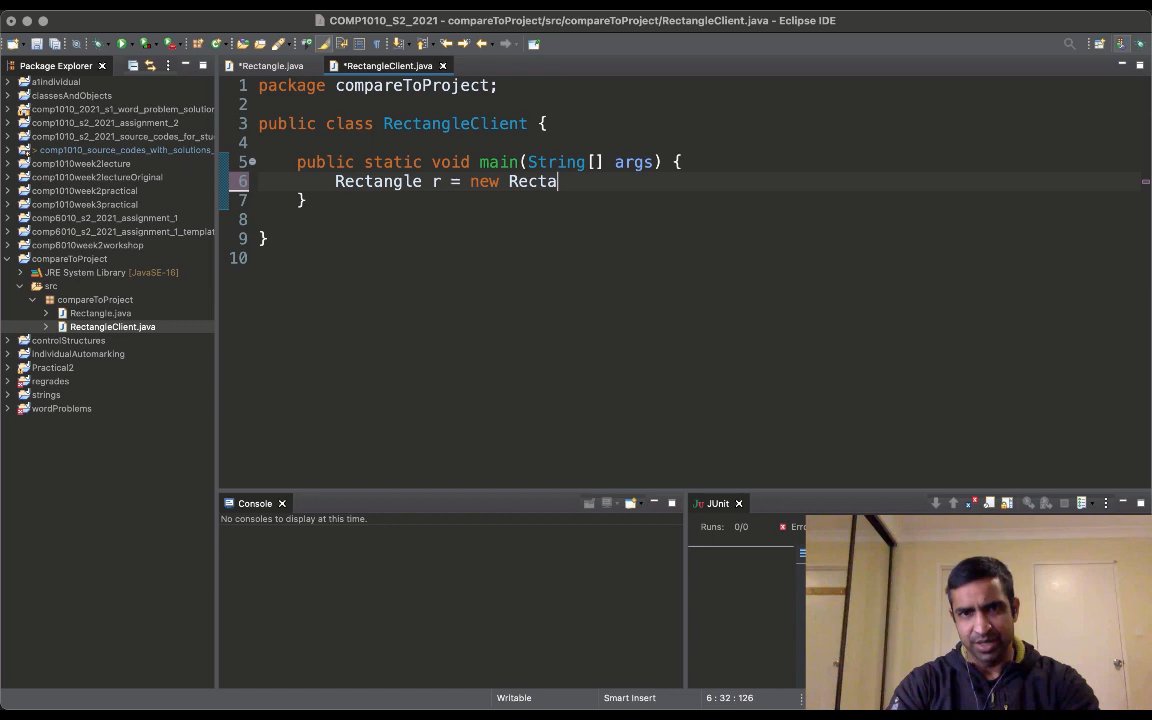 COMP1010_S2_2021 - compareToProject/src/compareToProject/RectangleClient.java - Eclipse IDE
Package Explorer
*Rectangle.java
*RectangleClient.java
a1individual
classesAndObjects
comp1010_2021_s1_word_problem_solution
comp1010_s2_2021_assignment_2
comp1010_s2_2021_source_codes_for_stu
> comp1010_source_codes_with_solutions_
comp1010week2lecture
comp1010week2lectureOriginal
comp1010week2practical
comp1010week3practical
comp6010_s2_2021_assignment_1
comp6010_s2_2021_assignment_1_templat
comp6010week2workshop
compareToProject
JRE System Library [JavaSE-16]
src
compareToProject
Rectangle.java
RectangleClient.java
controlStructures
IndividualAutomarking
Practical2
regrades
strings
wordProblems
1 package compareToProject;
2
3 public class RectangleClient {
4
5 public static void main(String[] args) {
6 Rectangle r = new Recta
7 }
8
9 }
10
Console
No consoles to display at this time.
Ju JUnit
Runs: 0/0
Erro
Writable
Smart Insert
6 : 32 : 126